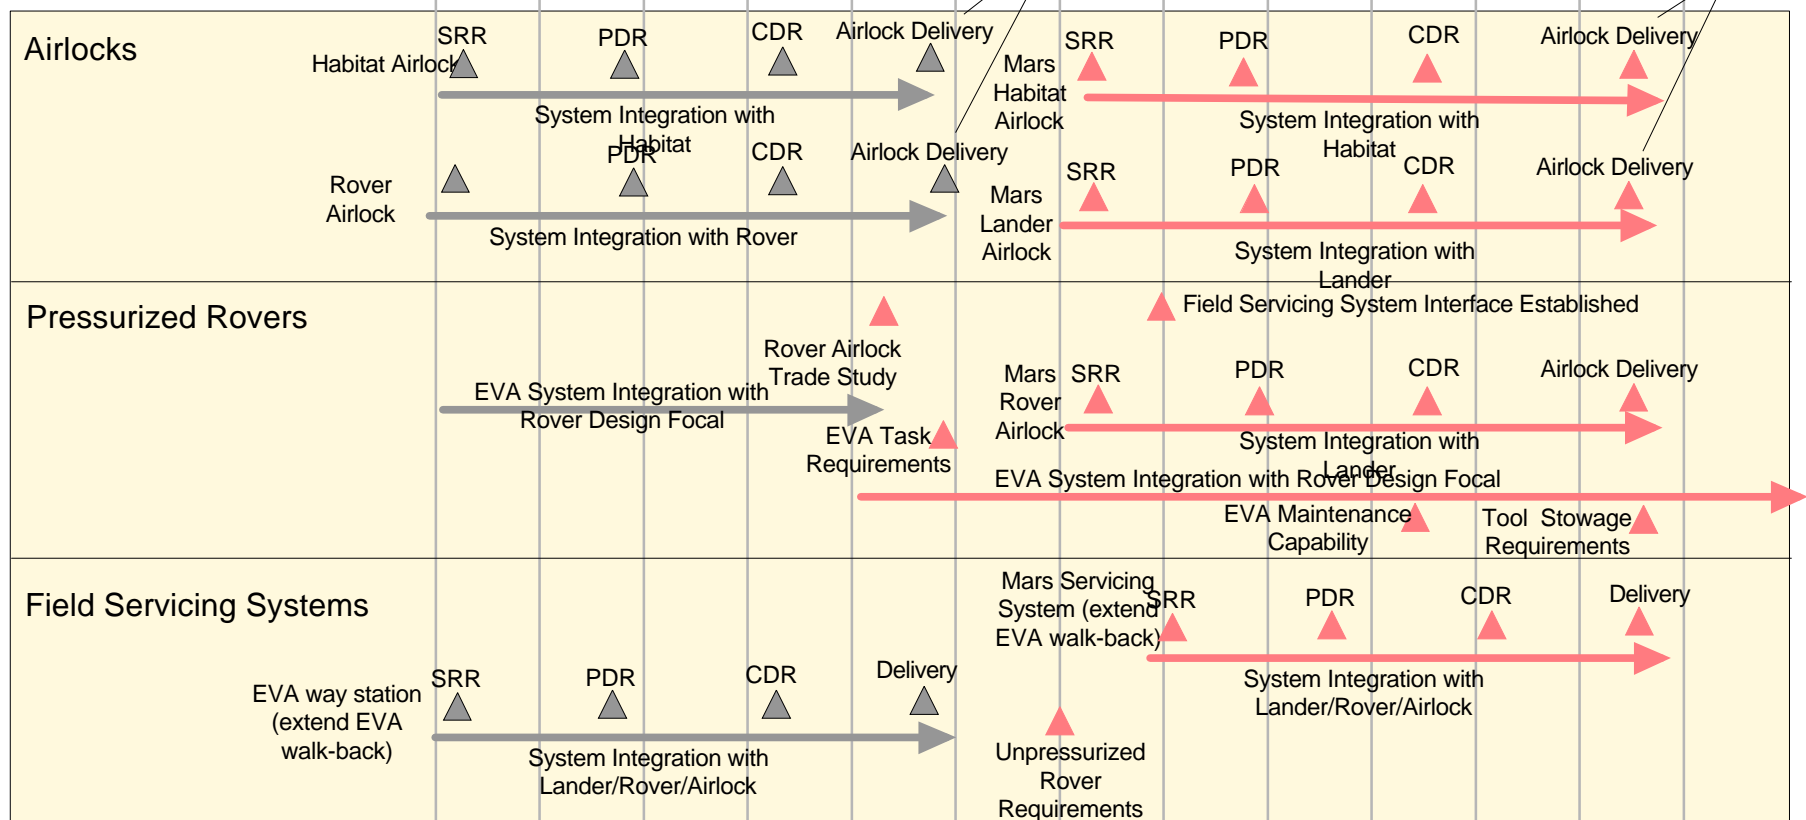 Airlocks
Habitat Airlock
SRR
PDR
CDR
Airlock Delivery
System Integration with
Habitat
Rover
Airlock
PDR
CDR
Airlock Delivery
System Integration with Rover
Mars
Habitat
Airlock
SRR
PDR
CDR
Airlock Delivery
System Integration with
Habitat
Mars
Lander
Airlock
SRR
PDR
CDR
Airlock Delivery
System Integration with
Lander
Pressurized Rovers
Rover Airlock
Trade Study
EVA System Integration with
Rover Design Focal
EVA Task
Requirements
Field Servicing System Interface Established
Mars
Rover
Airlock
SRR
PDR
CDR
Airlock Delivery
System Integration with
Lander
EVA System Integration with Rover Design Focal
EVA Maintenance
Capability
Tool Stowage
Requirements
Field Servicing Systems
EVA way station
(extend EVA
walk-back)
SRR
PDR
CDR
Delivery
System Integration with
Lander/Rover/Airlock
Mars Servicing
System (extend
EVA walk-back)
SRR
PDR
CDR
Delivery
System Integration with
Lander/Rover/Airlock
Unpressurized
Rover
Requirements